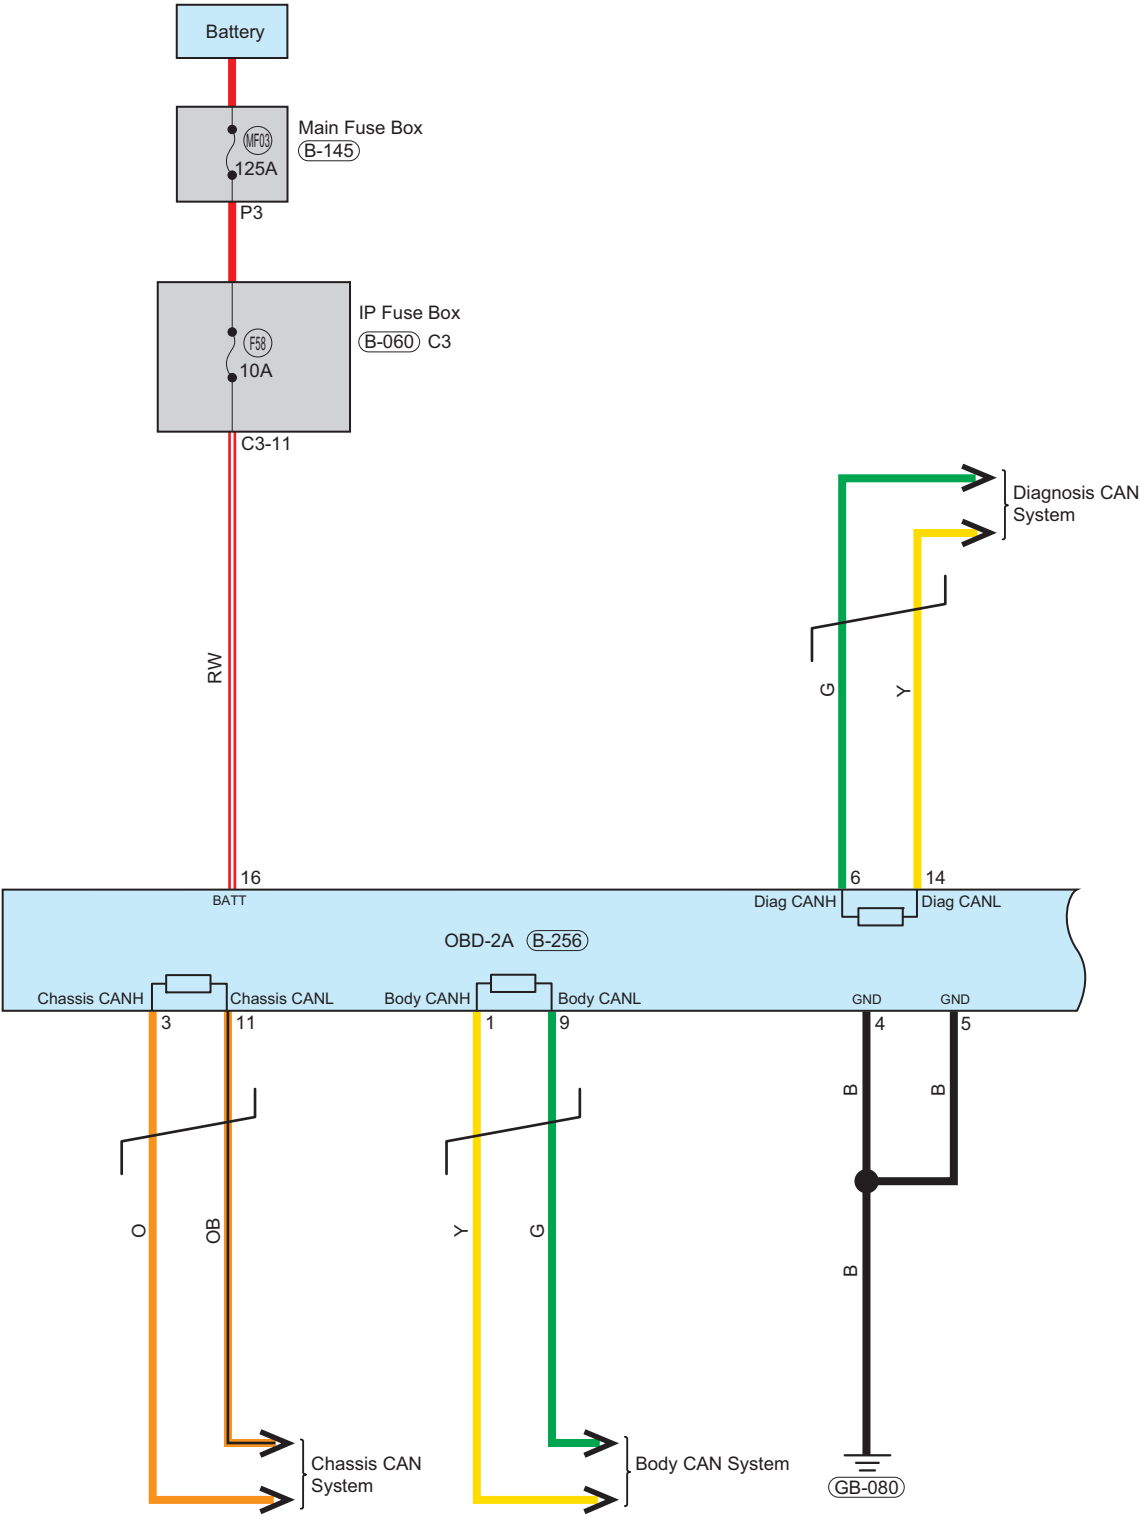 Battery
MF03
125A
Main Fuse Box
B-145
P3
F58
10A
IP Fuse Box
B-060 C3
C3-11
Diagnosis CAN
System
RW
G
Y
16
6
14
BATT
Diag CANH
Diag CANL
OBD-2A B-256
Chassis CANH
Chassis CANL
Body CANH
Body CANL
GND
GND
3
11
1
9
4
5
B
B
O
OB
Y
G
B
Chassis CAN
System
Body CAN System
GB-080